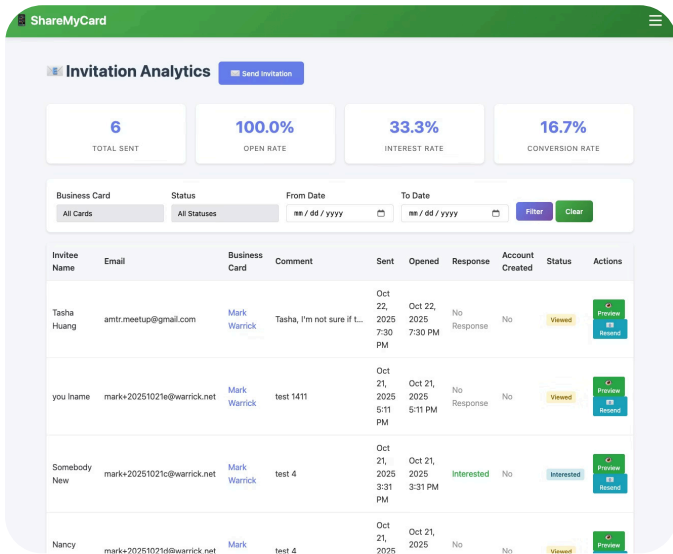 ShareMyCard
Invitation Analytics
Send Invitation
6
TOTAL SENT
100.0%
OPEN RATE
33.3%
INTEREST RATE
16.7%
CONVERSION RATE
Business Card
Status
From Date
To Date
All Cards
All Statuses
mm / dd / yyyy
mm / dd / yyyy
Filter
Clear
Invitee Name
Email
Business Card
Comment
Sent
Opened
Response
Account Created
Status
Actions
Tasha Huang
amtr.meetup@gmail.com
Mark Warrick
Tasha, I'm not sure if t...
Oct 22, 2025 7:30 PM
Oct 22, 2025 7:30 PM
No Response
No
Viewed
Preview
Resend
you lname
mark+20251021e@warrick.net
Mark Warrick
test 1411
Oct 21, 2025 5:11 PM
Oct 21, 2025 5:11 PM
No Response
No
Viewed
Preview
Resend
Somebody New
mark+20251021c@warrick.net
Mark Warrick
test 4
Oct 21, 2025 3:31 PM
Oct 21, 2025 3:31 PM
Interested
No
Interested
Preview
Resend
Nancy
mark+20251021d@warrick.net
Mark
test 4
Oct 21, 2025
Oct 21, 2025
No
No
Viewed
Preview